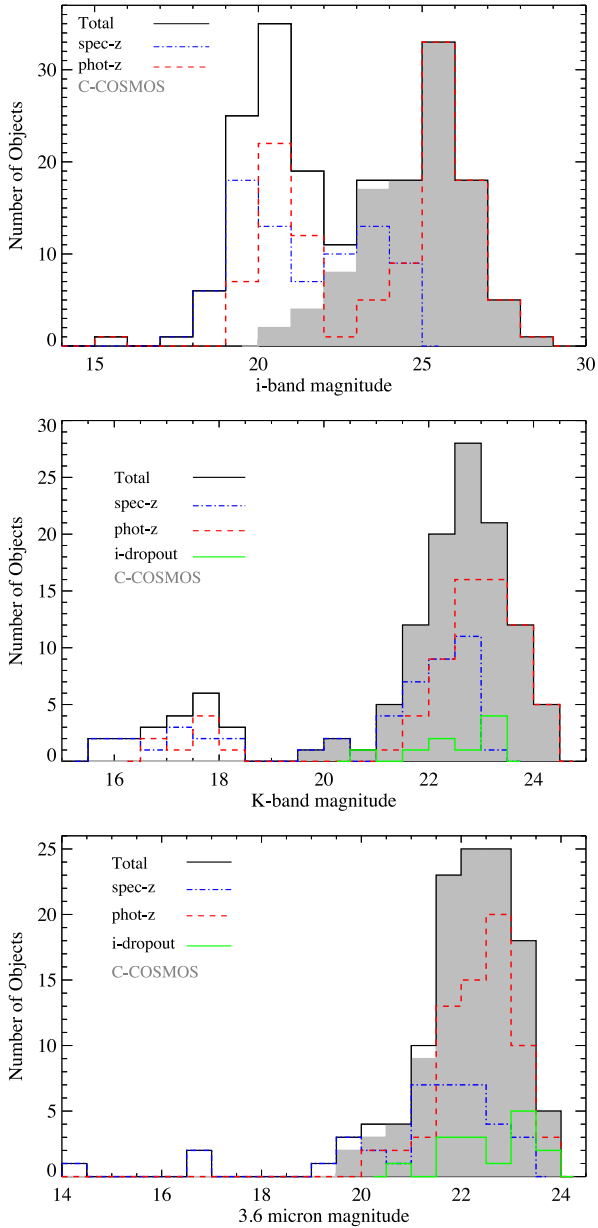 Total
spec-z
phot-z
C-COSMOS
Number of Objects
30
20
10
0
15 20 25 30
i-band magnitude
Total
spec-z
phot-z
i-dropout
C-COSMOS
Number of Objects
30
25
20
15
10
5
0
16 18 20 22 24
K-band magnitude
Total
spec-z
phot-z
i-dropout
C-COSMOS
Number of Objects
25
20
15
10
5
0
14 16 18 20 22 24
3.6 micron magnitude